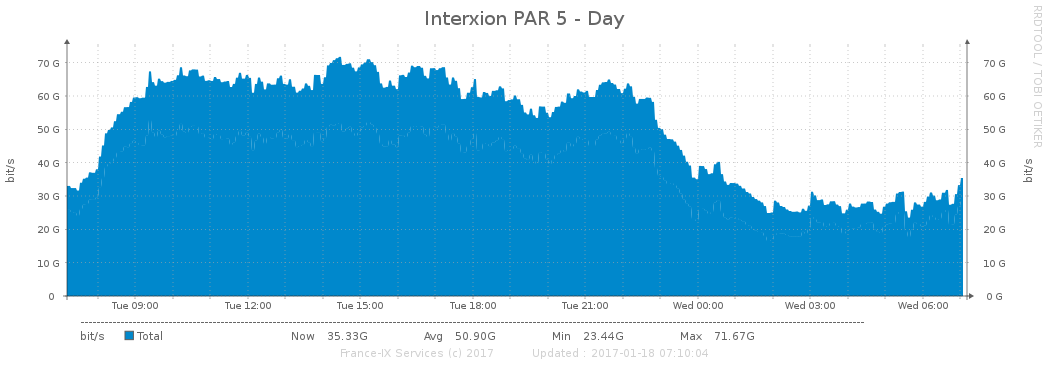 Interxion PAR 5 - Day
RRDTOOL / TOBI OETIKER
bit/s
70 G
60 G
50 G
40 G
30 G
20 G
10 G
0
70 G
60 G
50 G
40 G
30 G
20 G
10 G
0 G
bit/s
Tue 09:00 Tue 12:00 Tue 15:00 Tue 18:00 Tue 21:00 Wed 00:00 Wed 03:00 Wed 06:00
bit/s Total Now 35.33G Avg 50.90G Min 23.44G Max 71.67G
France-IX Services (c) 2017 Updated : 2017-01-18 07:10:04